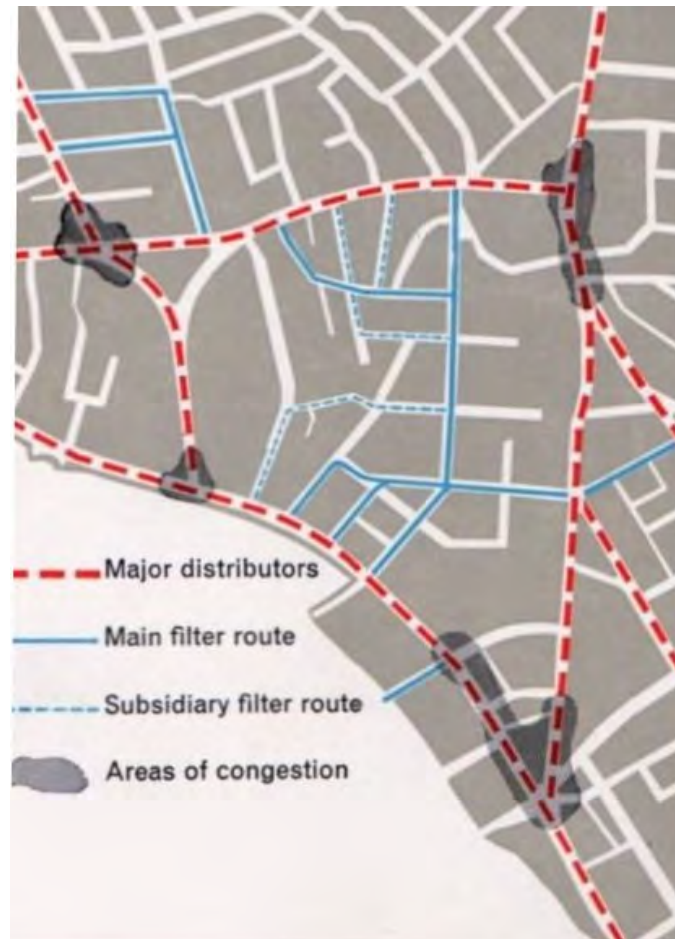 Major distributors
Main filter route
Subsidiary filter route
Areas of congestion